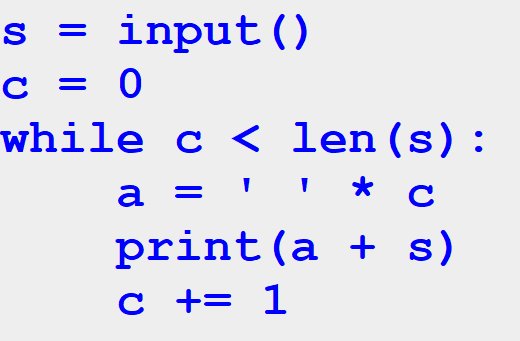 s = input()
c = 0
while c < len(s):
    a = ' ' * c
    print(a + s)
    c += 1